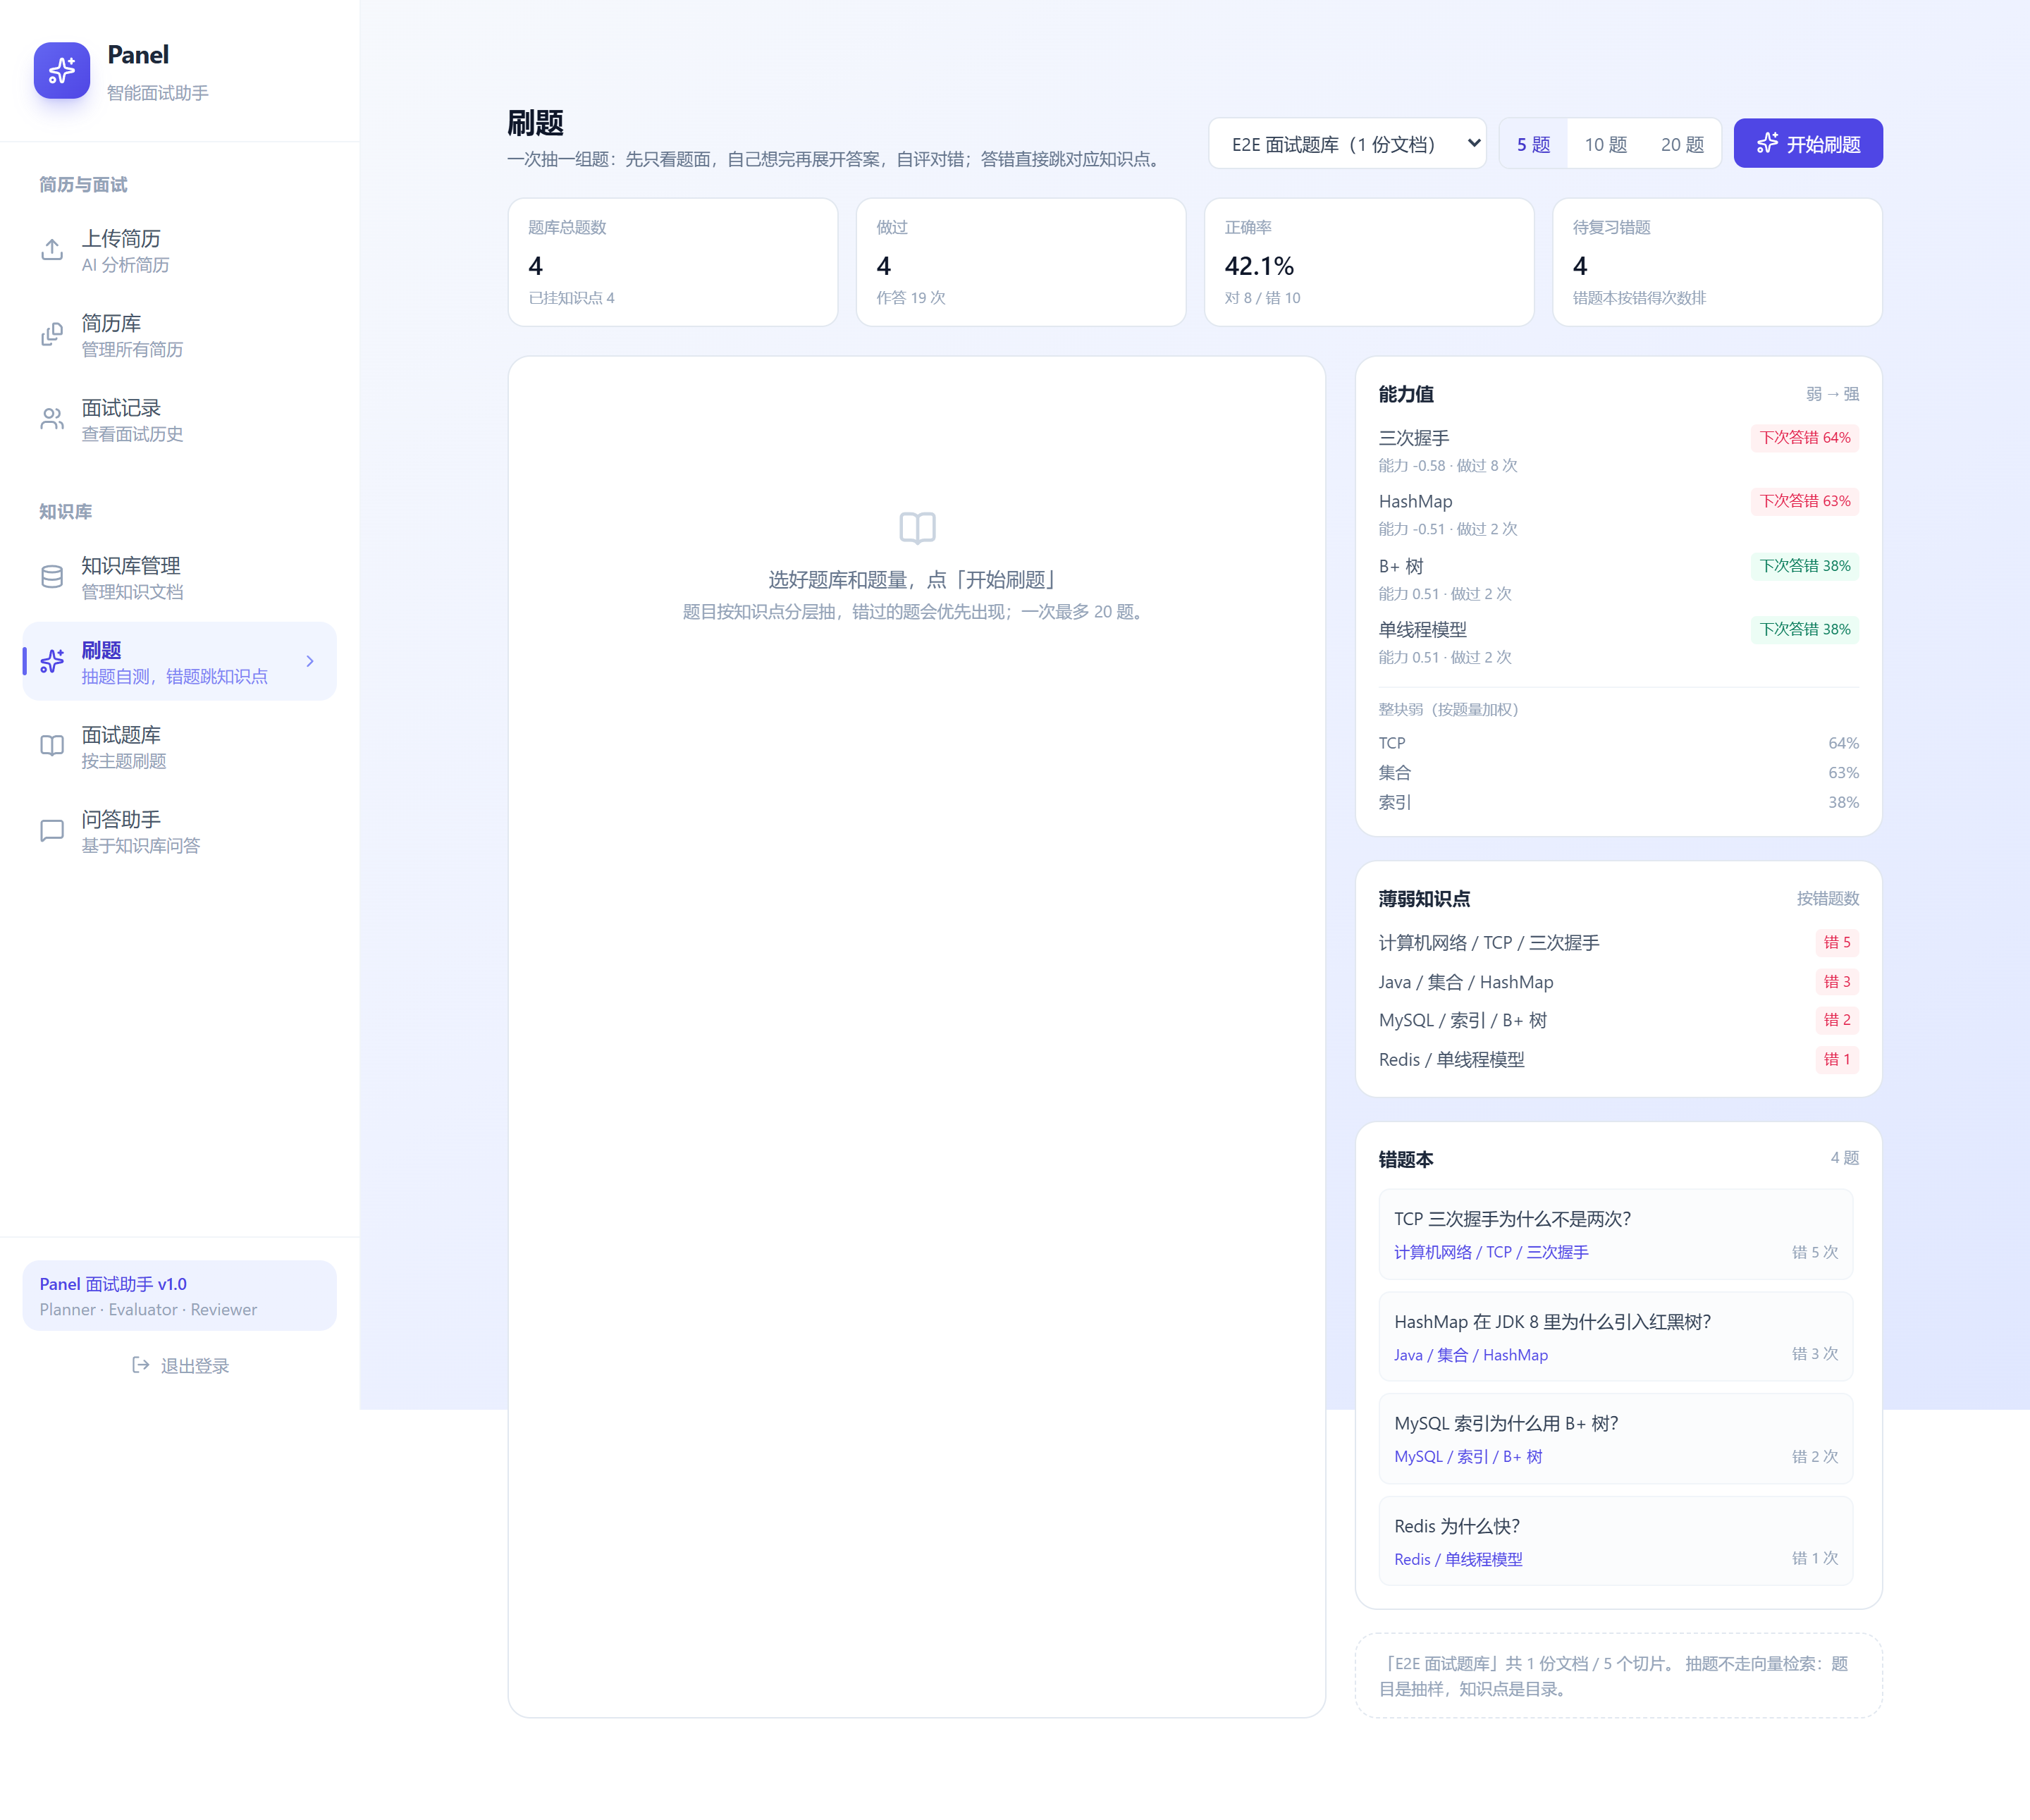 Panel
智能面试助手
简历与面试
上传简历
AI 分析简历
简历库
管理所有简历
面试记录
查看面试历史
知识库
知识库管理
管理知识文档
刷题
抽题自测，错题跳知识点
面试题库
按主题刷题
问答助手
基于知识库问答
Panel 面试助手 v1.0
Planner · Evaluator · Reviewer
退出登录
刷题
一次抽一组题：先只看题面，自己想完再展开答案，自评对错；答错直接跳对应知识点。
E2E 面试题库（1 份文档）
5 题
10 题
20 题
开始刷题
题库总题数
4
已挂知识点 4
做过
4
作答 19 次
正确率
42.1%
对 8 / 错 10
待复习错题
4
错题本按错得次数排
选好题库和题量，点「开始刷题」
题目按知识点分层抽，错过的题会优先出现；一次最多 20 题。
能力值
弱 → 强
三次握手
下次答错 64%
能力 -0.58 · 做过 8 次
HashMap
下次答错 63%
能力 -0.51 · 做过 2 次
B+ 树
下次答错 38%
能力 0.51 · 做过 2 次
单线程模型
下次答错 38%
能力 0.51 · 做过 2 次
整块弱（按题量加权）
TCP
64%
集合
63%
索引
38%
薄弱知识点
按错题数
计算机网络 / TCP / 三次握手
错 5
Java / 集合 / HashMap
错 3
MySQL / 索引 / B+ 树
错 2
Redis / 单线程模型
错 1
错题本
4 题
TCP 三次握手为什么不是两次？
计算机网络 / TCP / 三次握手
错 5 次
HashMap 在 JDK 8 里为什么引入红黑树？
Java / 集合 / HashMap
错 3 次
MySQL 索引为什么用 B+ 树？
MySQL / 索引 / B+ 树
错 2 次
Redis 为什么快？
Redis / 单线程模型
错 1 次
「E2E 面试题库」共 1 份文档 / 5 个切片。 抽题不走向量检索：题
目是抽样，知识点是目录。